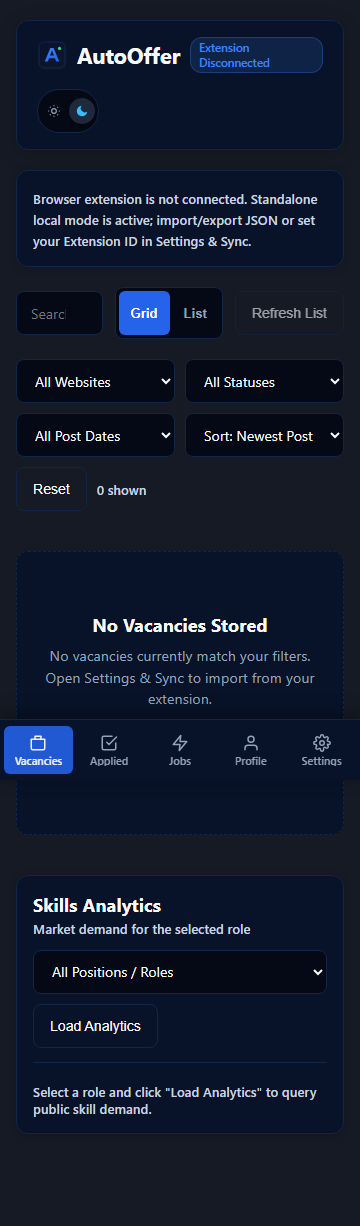 AutoOffer
Extension
Disconnected
Browser extension is not connected. Standalone
local mode is active; import/export JSON or set
your Extension ID in Settings & Sync.
Search
Grid
List
Refresh List
All Websites
All Statuses
All Post Dates
Sort: Newest Post
Reset
0 shown
No Vacancies Stored
No vacancies currently match your filters.
Open Settings & Sync to import from your
extension.
Vacancies
Applied
Jobs
Profile
Settings
Skills Analytics
Market demand for the selected role
All Positions / Roles
Load Analytics
Select a role and click "Load Analytics" to query
public skill demand.